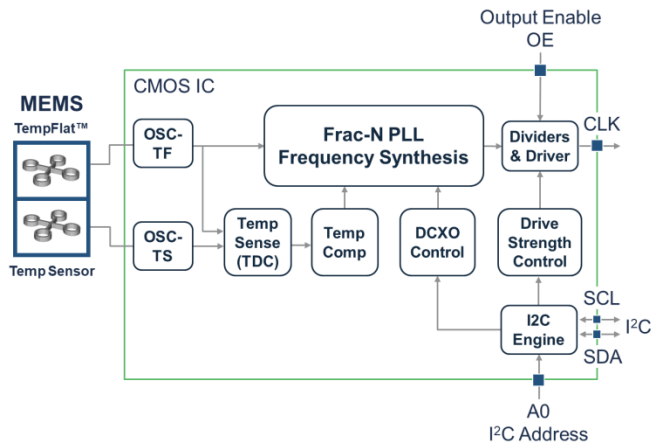 Output Enable
OE
CMOS IC
MEMS
TempFlat™
OSC-
TF
Frac-N PLL
Frequency Synthesis
Dividers
& Driver
CLK
OSC-
TS
Temp
Sense
(TDC)
Temp
Comp
DCXO
Control
Drive
Strength
Control
Temp Sensor
I2C
Engine
SCL
I²C
SDA
A0
I²C Address